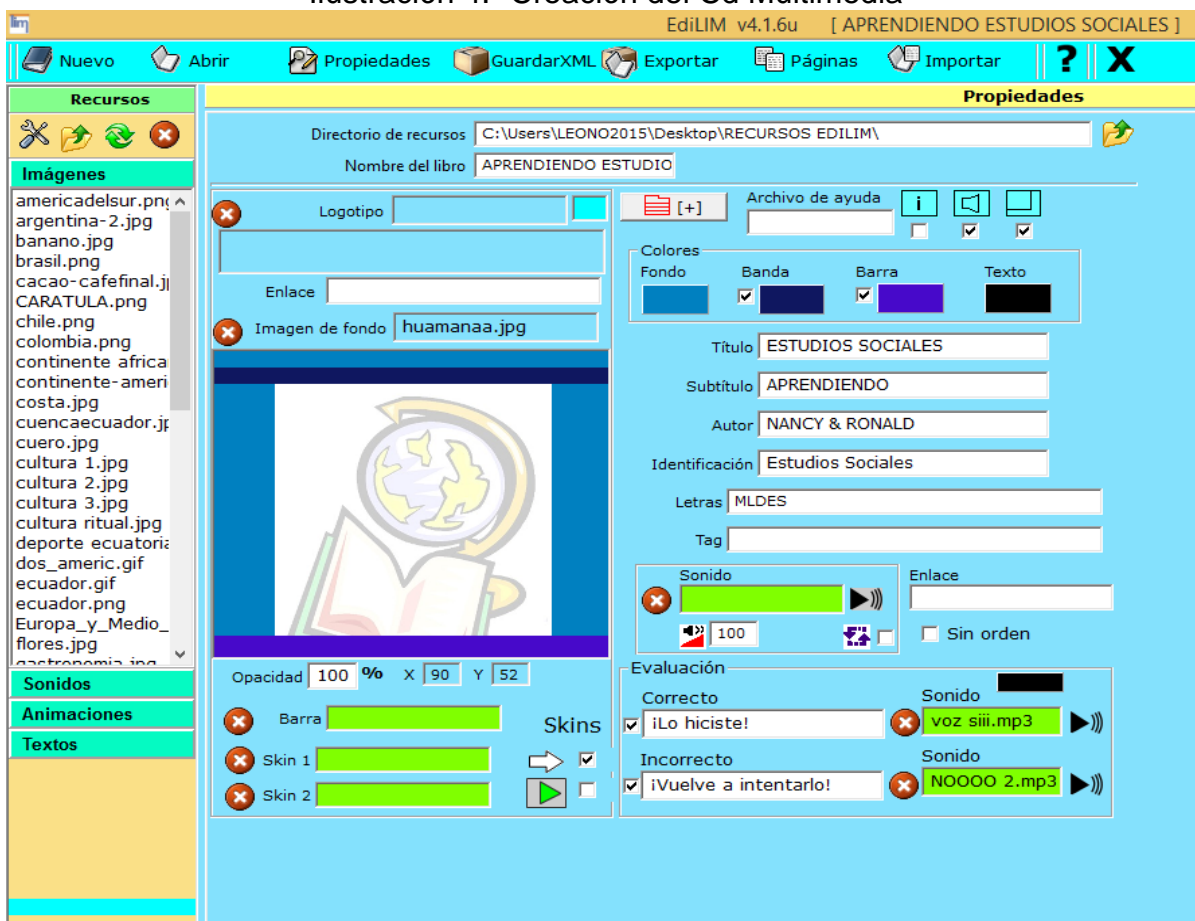 Ilustración 4.- Creación del Cd Multimedia
lim EdiLIM v4.1.6u [ APRENDIENDO ESTUDIOS SOCIALES ]
Nuevo Abrir Propiedades GuardarXML Exportar Páginas Importar ? X
Recursos
Propiedades
Directorio de recursos C:\Users\LEONO2015\Desktop\RECURSOS EDILIM\
Nombre del libro APRENDIENDO ESTUDIO
Imágenes
americadelsur.png
argentina-2.jpg
banano.jpg
brasil.png
cacao-cafefinal.j
CARATULA.png
chile.png
colombia.png
continente africa
continente-ameri
costa.jpg
cuencaecuador.jp
cuero.jpg
cultura 1.jpg
cultura 2.jpg
cultura 3.jpg
cultura ritual.jpg
deporte ecuatoria
dos_americ.gif
ecuador.gif
ecuador.png
Europa_y_Medio_
flores.jpg
Sonidos
Animaciones
Textos
Logotipo
Enlace
Imagen de fondo huamanaa.jpg
Opacidad 100 % X 90 Y 52
Barra
Skins
Skin 1
Skin 2
[+] Archivo de ayuda i
Colores
Fondo Banda Barra Texto
Título ESTUDIOS SOCIALES
Subtítulo APRENDIENDO
Autor NANCY & RONALD
Identificación Estudios Sociales
Letras MLDES
Tag
Sonido Enlace
100 Sin orden
Evaluación
Correcto Sonido
¡Lo hiciste! voz siii.mp3
Incorrecto Sonido
¡Vuelve a intentarlo! NOOOO 2.mp3